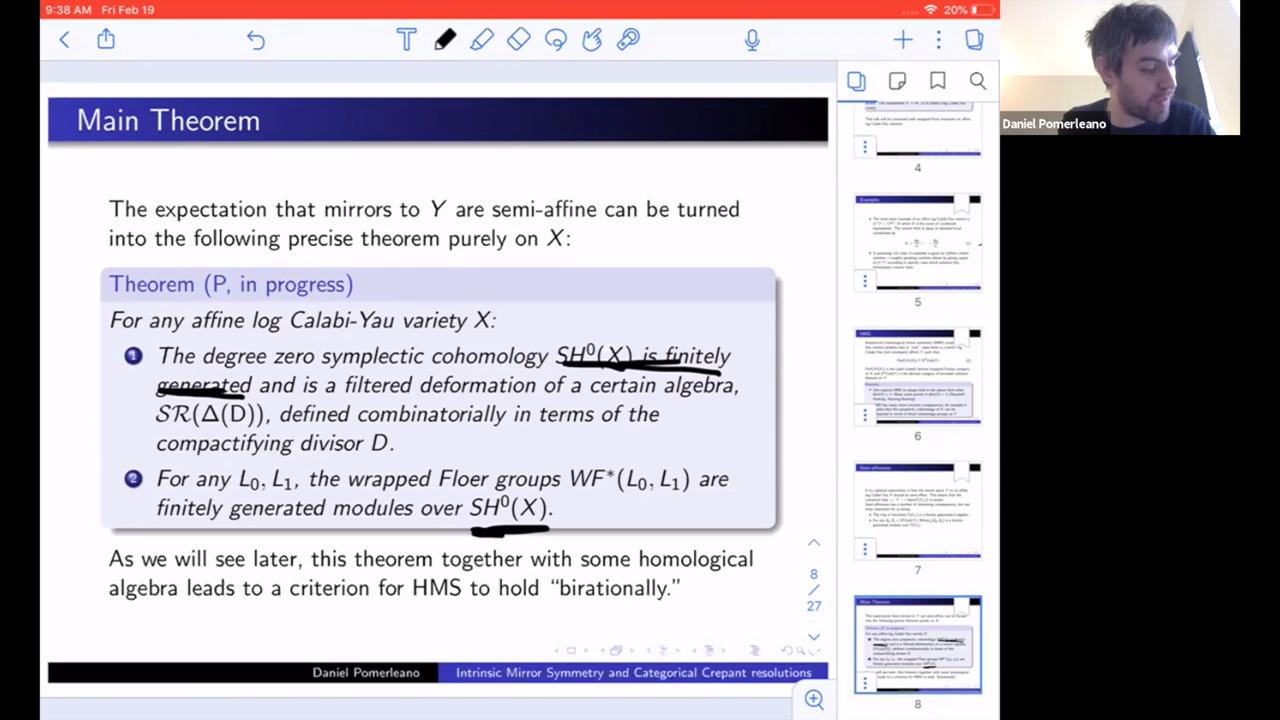 9:38 AM Fri Feb 19
20%
Daniel Pomerleano
Main Theorem
The expectation that mirrors to Y are semi-affine can be turned
into the following precise theorem purely on X:
Theorem (P, in progress)
For any affine log Calabi-Yau variety X:
1 The degree zero symplectic cohomology SH⁰(X) is finitely
and is a filtered deformation of a certain algebra,
defined combinatorially in terms of the
compactifying divisor D.
2 For any L₀, L₁, the wrapped Floer groups WF*(L₀, L₁) are
finitely generated modules over SH⁰(X).
As we will see later, this theorem together with some homological
algebra leads to a criterion for HMS to hold “birationally.”
8
/
27
Daniel Pomerleano
Mirror Symmetry and categorical Crepant resolutions
4
Examples
5
HMS
6
Semi-affineness
7
Main Theorem
8